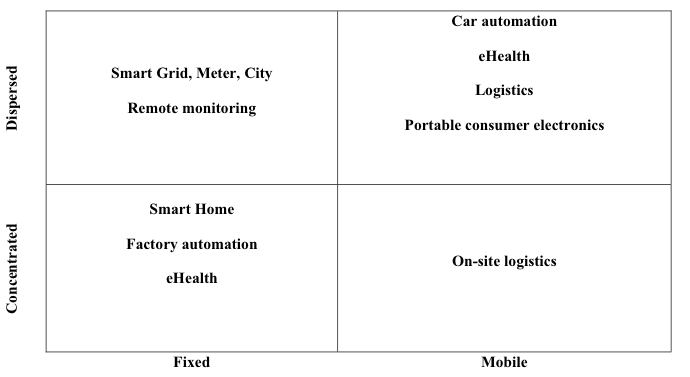 Dispersed
Smart Grid, Meter, City
Remote monitoring
Car automation
eHealth
Logistics
Portable consumer electronics
Concentrated
Smart Home
Factory automation
eHealth
On-site logistics
Fixed
Mobile